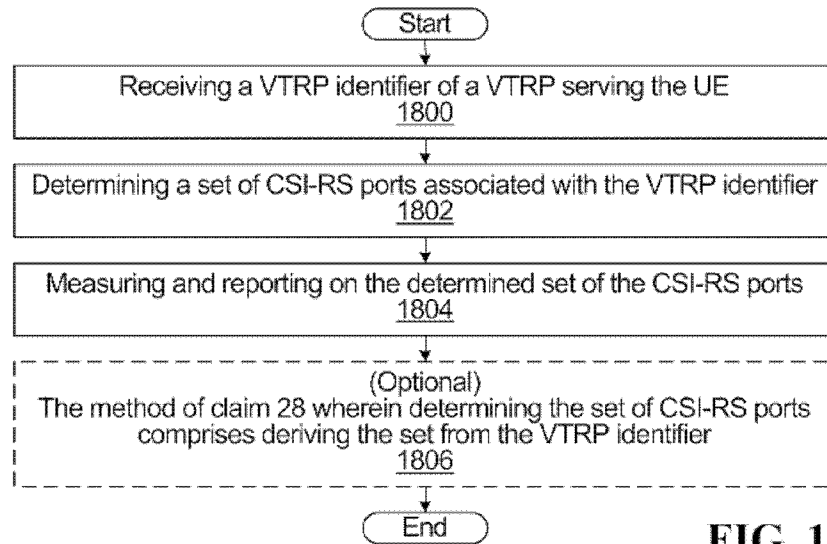 Start
Receiving a VTRP identifier of a VTRP serving the UE
1800
Determining a set of CSI-RS ports associated with the VTRP identifier
1802
Measuring and reporting on the determined set of the CSI-RS ports
1804
(Optional)
The method of claim 28 wherein determining the set of CSI-RS ports
comprises deriving the set from the VTRP identifier
1806
End
FIG. 1